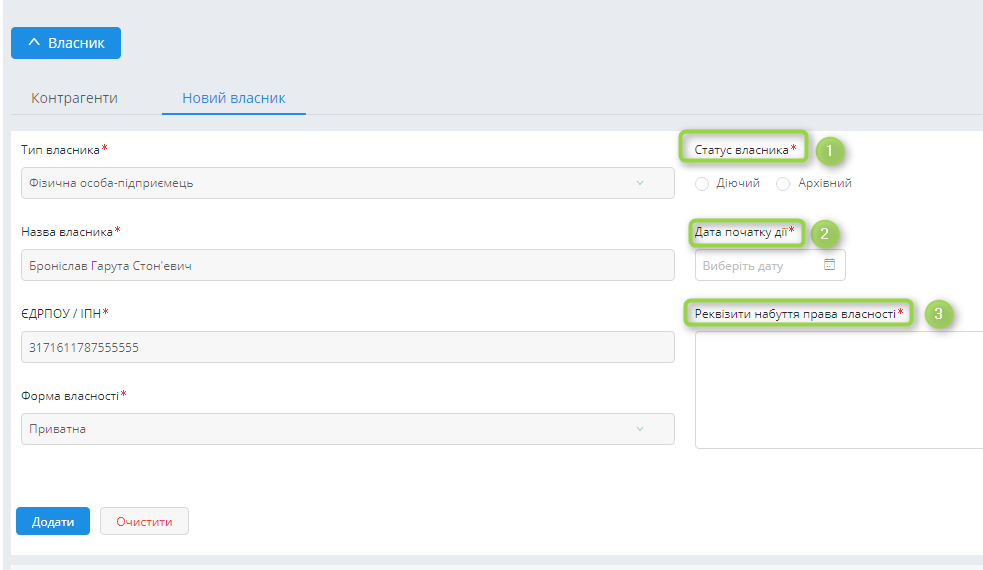 Власник
Контрагенти Новий власник
Тип власника*
Фізична особа-підприємець
Статус власника* 1
Діючий Архівний
Назва власника*
Броніслав Гарута Стон'евич
Дата початку дії* 2
Виберіть дату
ЄДРПОУ / ІПН*
3171611787555555
Реквізити набуття права власності* 3
Форма власності*
Приватна
Додати Очистити